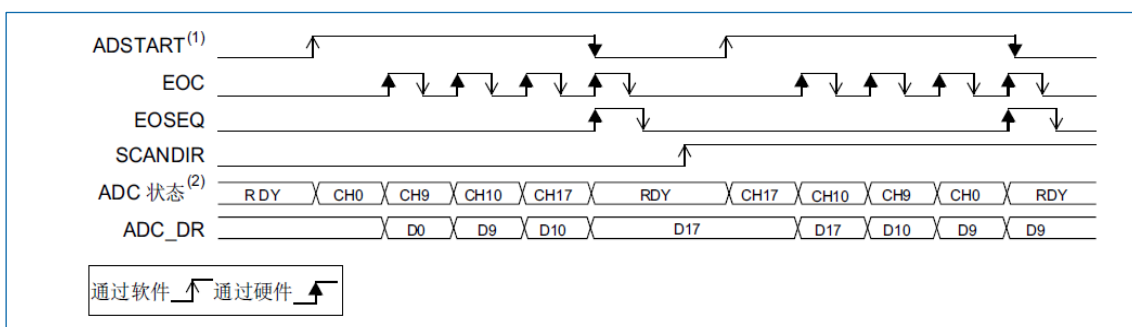 ADSTART(1)
EOC
EOSEQ
SCANDIR
ADC 状态(2) RDY CH0 CH9 CH10 CH17 RDY CH17 CH10 CH9 CH0 RDY
ADC_DR D0 D9 D10 D17 D17 D10 D9 D9
通过软件 通过硬件